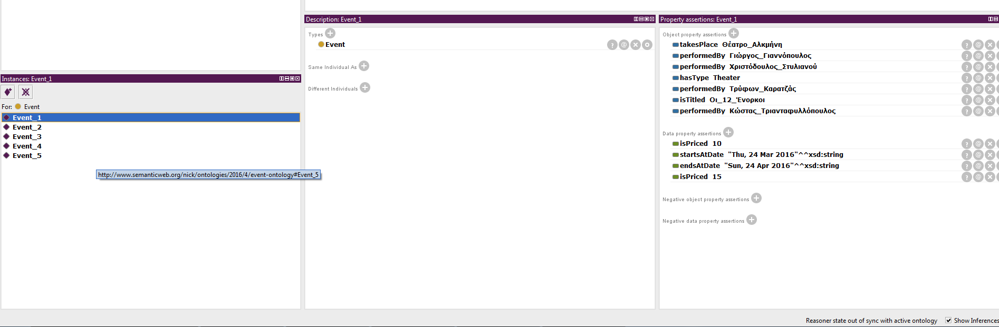 Description: Event_1
Types
Event
Same Individual As
Different Individuals
Instances: Event_1
For: Event
Event_1
Event_2
Event_3
Event_4
Event_5
http://www.semanticweb.org/nick/ontologies/2016/4/event-ontology#Event_5
Property assertions: Event_1
Object property assertions
takesPlace Θέατρο_Αλκμήνη
performedBy Γιώργος_Γιαννόπουλος
performedBy Χριστόδουλος_Στυλιανού
hasType Theater
performedBy Τρύφων_Καρατζάς
isTitled Οι_12_Ένορκοι
performedBy Κώστας_Τριανταφυλλόπουλος
Data property assertions
isPriced 10
startsAtDate "Thu, 24 Mar 2016"^^xsd:string
endsAtDate "Sun, 24 Apr 2016"^^xsd:string
isPriced 15
Negative object property assertions
Negative data property assertions
Reasoner state out of sync with active ontology Show Inferences